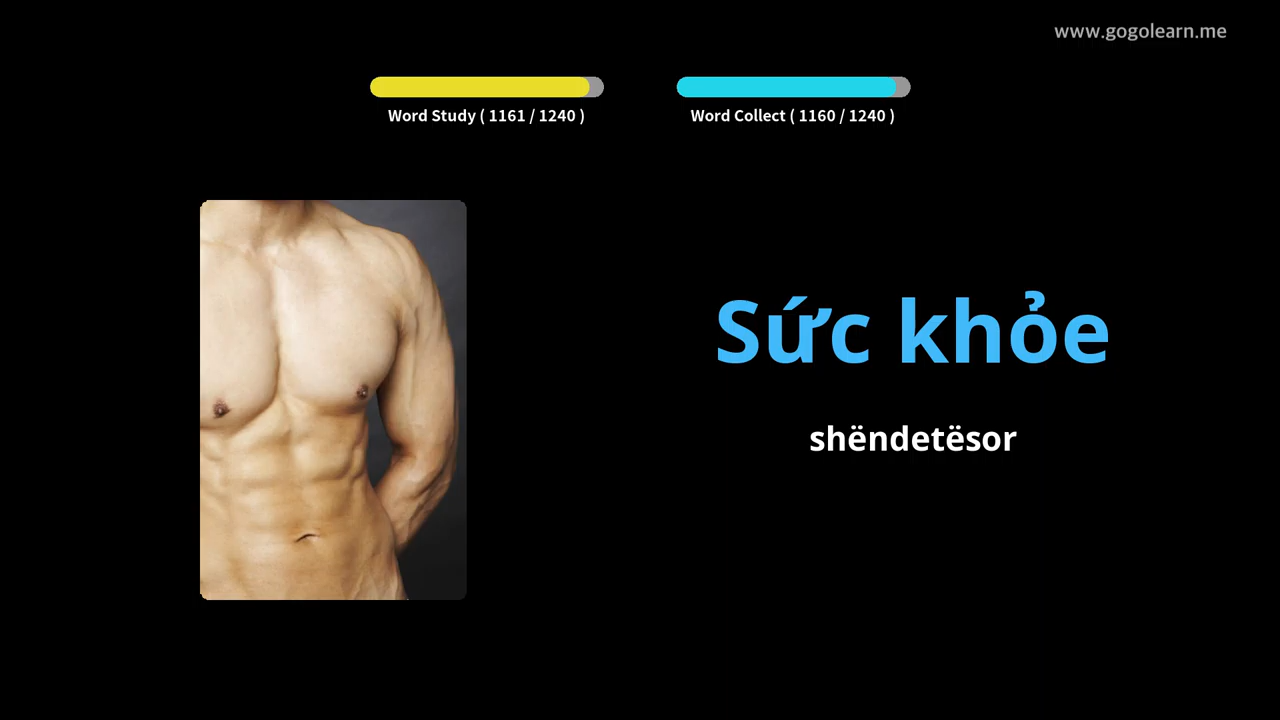 www.gogolearn.me
Word Study ( 1161 / 1240 )
Word Collect ( 1160 / 1240 )
Sức khỏe
shëndetësor